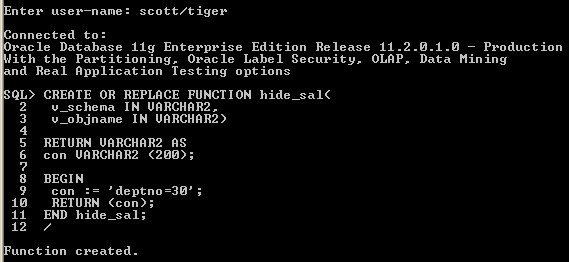 Enter user-name: scott/tiger
Connected to:
Oracle Database 11g Enterprise Edition Release 11.2.0.1.0 - Production
With the Partitioning, Oracle Label Security, OLAP, Data Mining
and Real Application Testing options
SQL> CREATE OR REPLACE FUNCTION hide_sal(
2 v_schema IN VARCHAR2,
3 v_objname IN VARCHAR2)
4
5 RETURN VARCHAR2 AS
6 con VARCHAR2 (200);
7
8 BEGIN
9 con := 'deptno=30';
10 RETURN (con);
11 END hide_sal;
12 /
Function created.